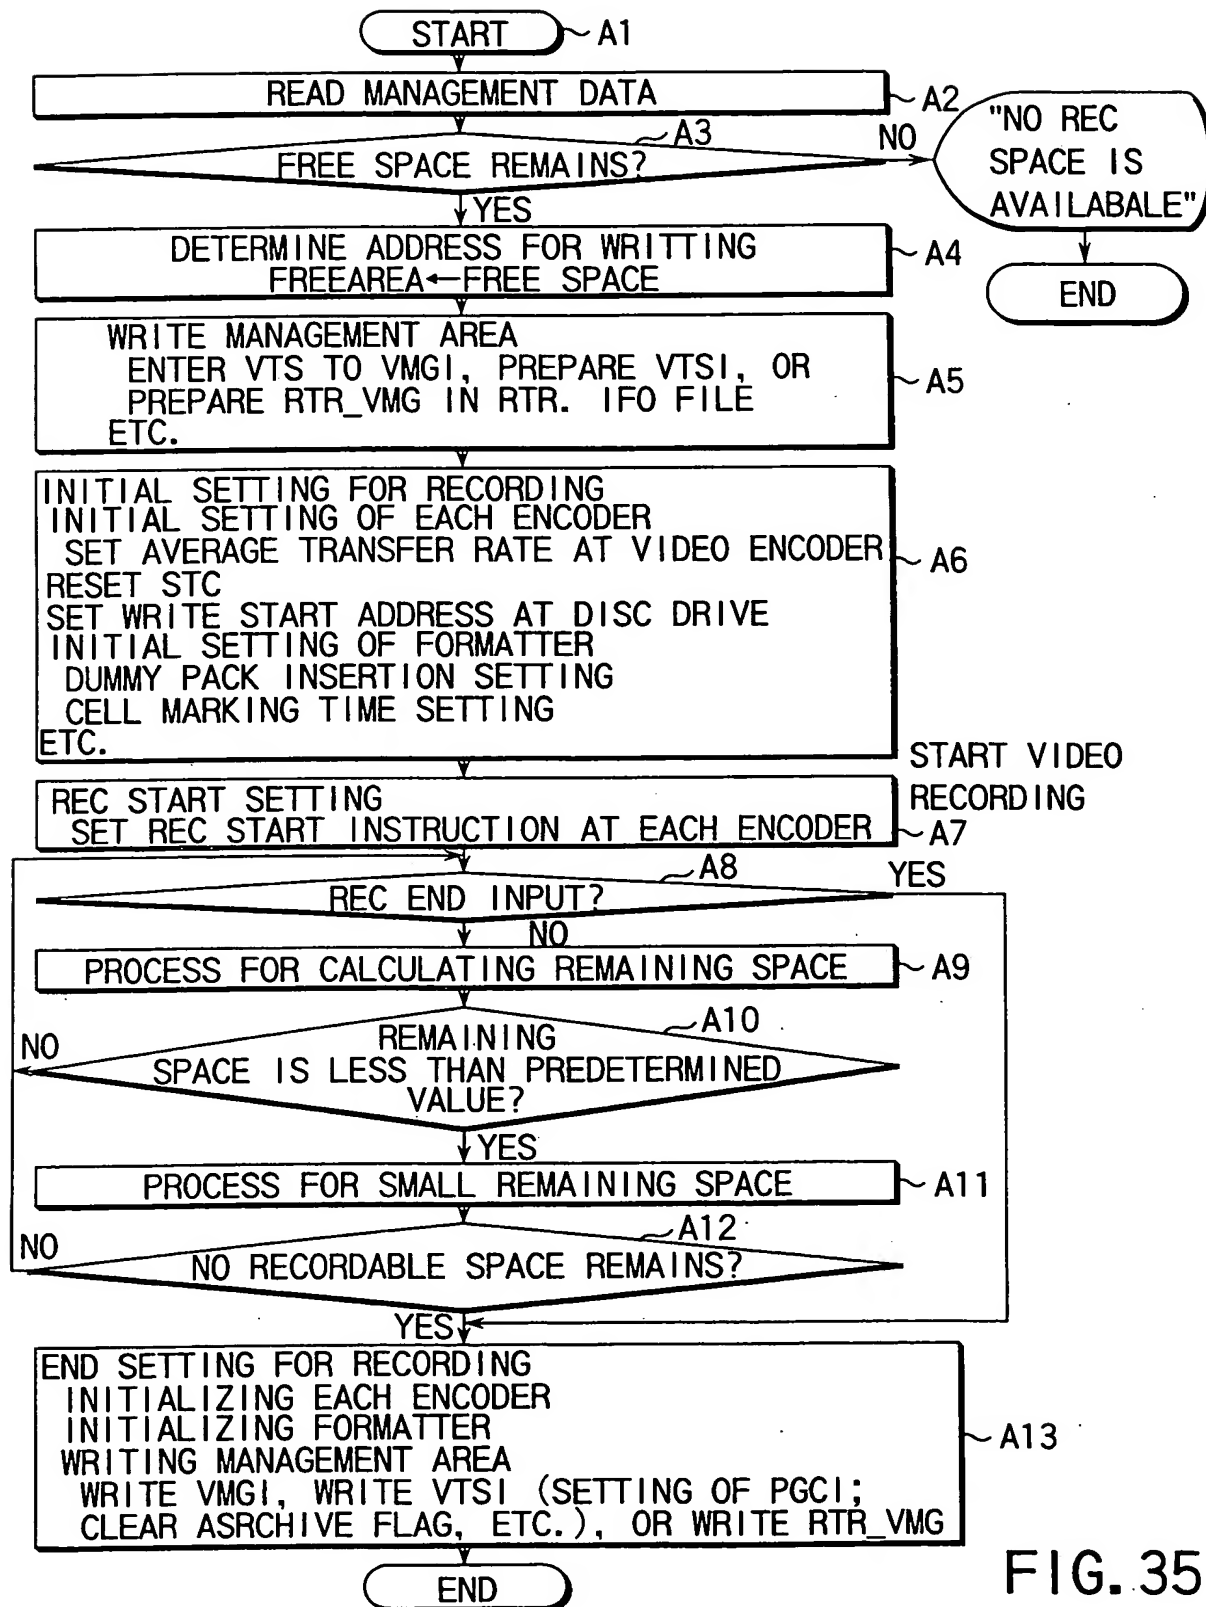 START
A1
READ MANAGEMENT DATA
A2
A3
FREE SPACE REMAINS?
NO
"NO REC
SPACE IS
AVAILABALE"
END
YES
DETERMINE ADDRESS FOR WRITTING
FREEAREA←FREE SPACE
A4
WRITE MANAGEMENT AREA
ENTER VTS TO VMGI, PREPARE VTSI, OR
PREPARE RTR_VMG IN RTR. IFO FILE
ETC.
A5
INITIAL SETTING FOR RECORDING
INITIAL SETTING OF EACH ENCODER
SET AVERAGE TRANSFER RATE AT VIDEO ENCODER
RESET STC
SET WRITE START ADDRESS AT DISC DRIVE
INITIAL SETTING OF FORMATTER
DUMMY PACK INSERTION SETTING
CELL MARKING TIME SETTING
ETC.
A6
START VIDEO
RECORDING
REC START SETTING
SET REC START INSTRUCTION AT EACH ENCODER
A7
A8
REC END INPUT?
YES
NO
PROCESS FOR CALCULATING REMAINING SPACE
A9
A10
REMAINING
SPACE IS LESS THAN PREDETERMINED
VALUE?
NO
YES
PROCESS FOR SMALL REMAINING SPACE
A11
A12
NO
NO RECORDABLE SPACE REMAINS?
YES
END SETTING FOR RECORDING
INITIALIZING EACH ENCODER
INITIALIZING FORMATTER
WRITING MANAGEMENT AREA
WRITE VMGI, WRITE VTSI (SETTING OF PGCI;
CLEAR ASRCHIVE FLAG, ETC.), OR WRITE RTR_VMG
A13
END
FIG. 35